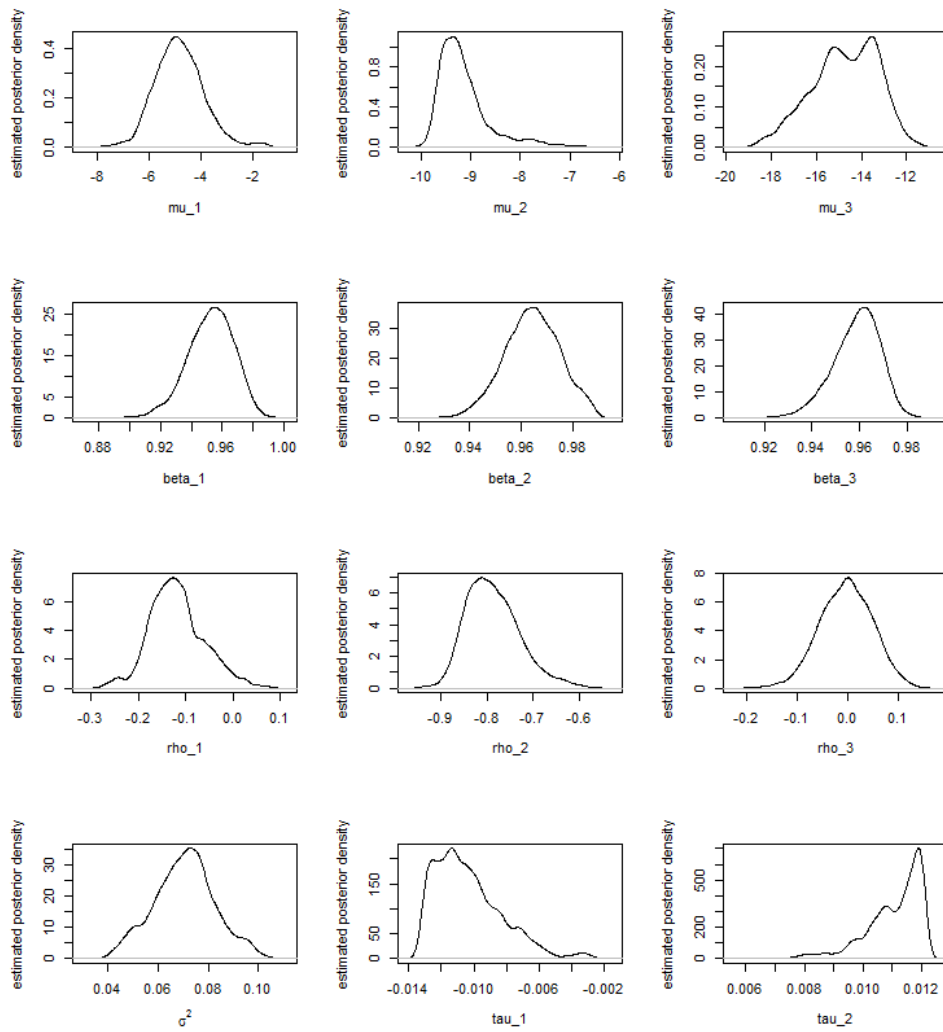 estimated posterior density
0.0 0.2 0.4
-8 -6 -4 -2
mu_1
estimated posterior density
0.0 0.4 0.8
-10 -9 -8 -7 -6
mu_2
estimated posterior density
0.00 0.10 0.20
-20 -18 -16 -14 -12
mu_3
estimated posterior density
0 5 15 25
0.88 0.92 0.96 1.00
beta_1
estimated posterior density
0 10 20 30
0.92 0.94 0.96 0.98
beta_2
estimated posterior density
0 10 20 30 40
0.92 0.94 0.96 0.98
beta_3
estimated posterior density
0 2 4 6
-0.3 -0.2 -0.1 0.0 0.1
rho_1
estimated posterior density
0 2 4 6
-0.9 -0.8 -0.7 -0.6
rho_2
estimated posterior density
0 2 4 6 8
-0.2 -0.1 0.0 0.1
rho_3
estimated posterior density
0 10 20 30
0.04 0.06 0.08 0.10
σ²
estimated posterior density
0 50 150
-0.014 -0.010 -0.006 -0.002
tau_1
estimated posterior density
0 200 500
0.006 0.008 0.010 0.012
tau_2